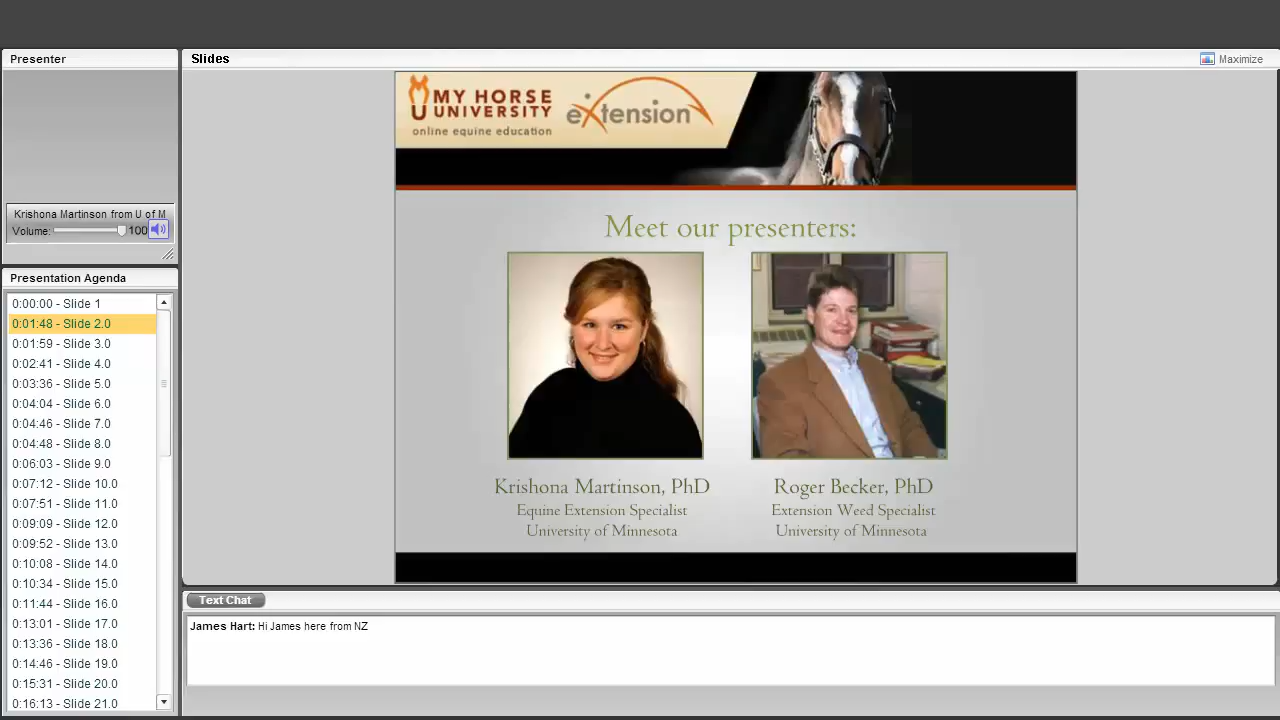 Presenter
Krishona Martinson from U of M
Volume: 100
Presentation Agenda
0:00:00 - Slide 1
0:01:48 - Slide 2.0
0:01:59 - Slide 3.0
0:02:41 - Slide 4.0
0:03:36 - Slide 5.0
0:04:04 - Slide 6.0
0:04:46 - Slide 7.0
0:04:48 - Slide 8.0
0:06:03 - Slide 9.0
0:07:12 - Slide 10.0
0:07:51 - Slide 11.0
0:09:09 - Slide 12.0
0:09:52 - Slide 13.0
0:10:08 - Slide 14.0
0:10:34 - Slide 15.0
0:11:44 - Slide 16.0
0:13:01 - Slide 17.0
0:13:36 - Slide 18.0
0:14:46 - Slide 19.0
0:15:31 - Slide 20.0
0:16:13 - Slide 21.0
Slides
Maximize
MY HORSE
UNIVERSITY
online equine education
eXtension
Meet our presenters:
Krishona Martinson, PhD
Equine Extension Specialist
University of Minnesota
Roger Becker, PhD
Extension Weed Specialist
University of Minnesota
Text Chat
James Hart: Hi James here from NZ